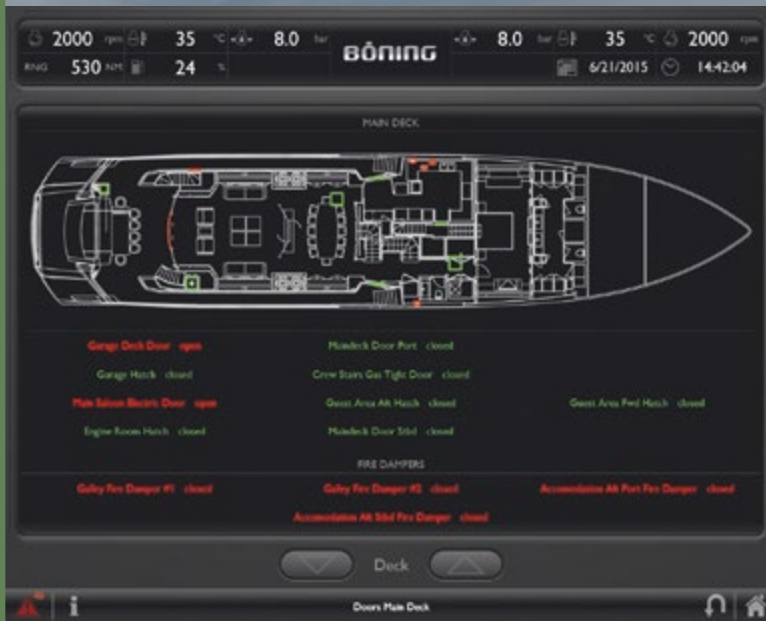 2000 rpm 35 °C 8.0 bar BÖNING 8.0 bar 35 °C 2000 rpm
RNG 530 NM 24 % 6/21/2015 14:42:04
MAIN DECK
Garage Deck Door open Maindeck Door Port closed
Garage Hatch closed Crew Stairs Gas Tight Door closed
Main Saloon Electric Door open Guest Area Aft Hatch closed Guest Area Fwd Hatch closed
Engine Room Hatch closed Maindeck Door Stbd closed
FIRE DAMPERS
Galley Fire Damper #1 closed Galley Fire Damper #2 closed Accomodation Aft Port Fire Damper closed
Accomodation Aft Stbd Fire Damper closed
Deck
Doors Main Deck